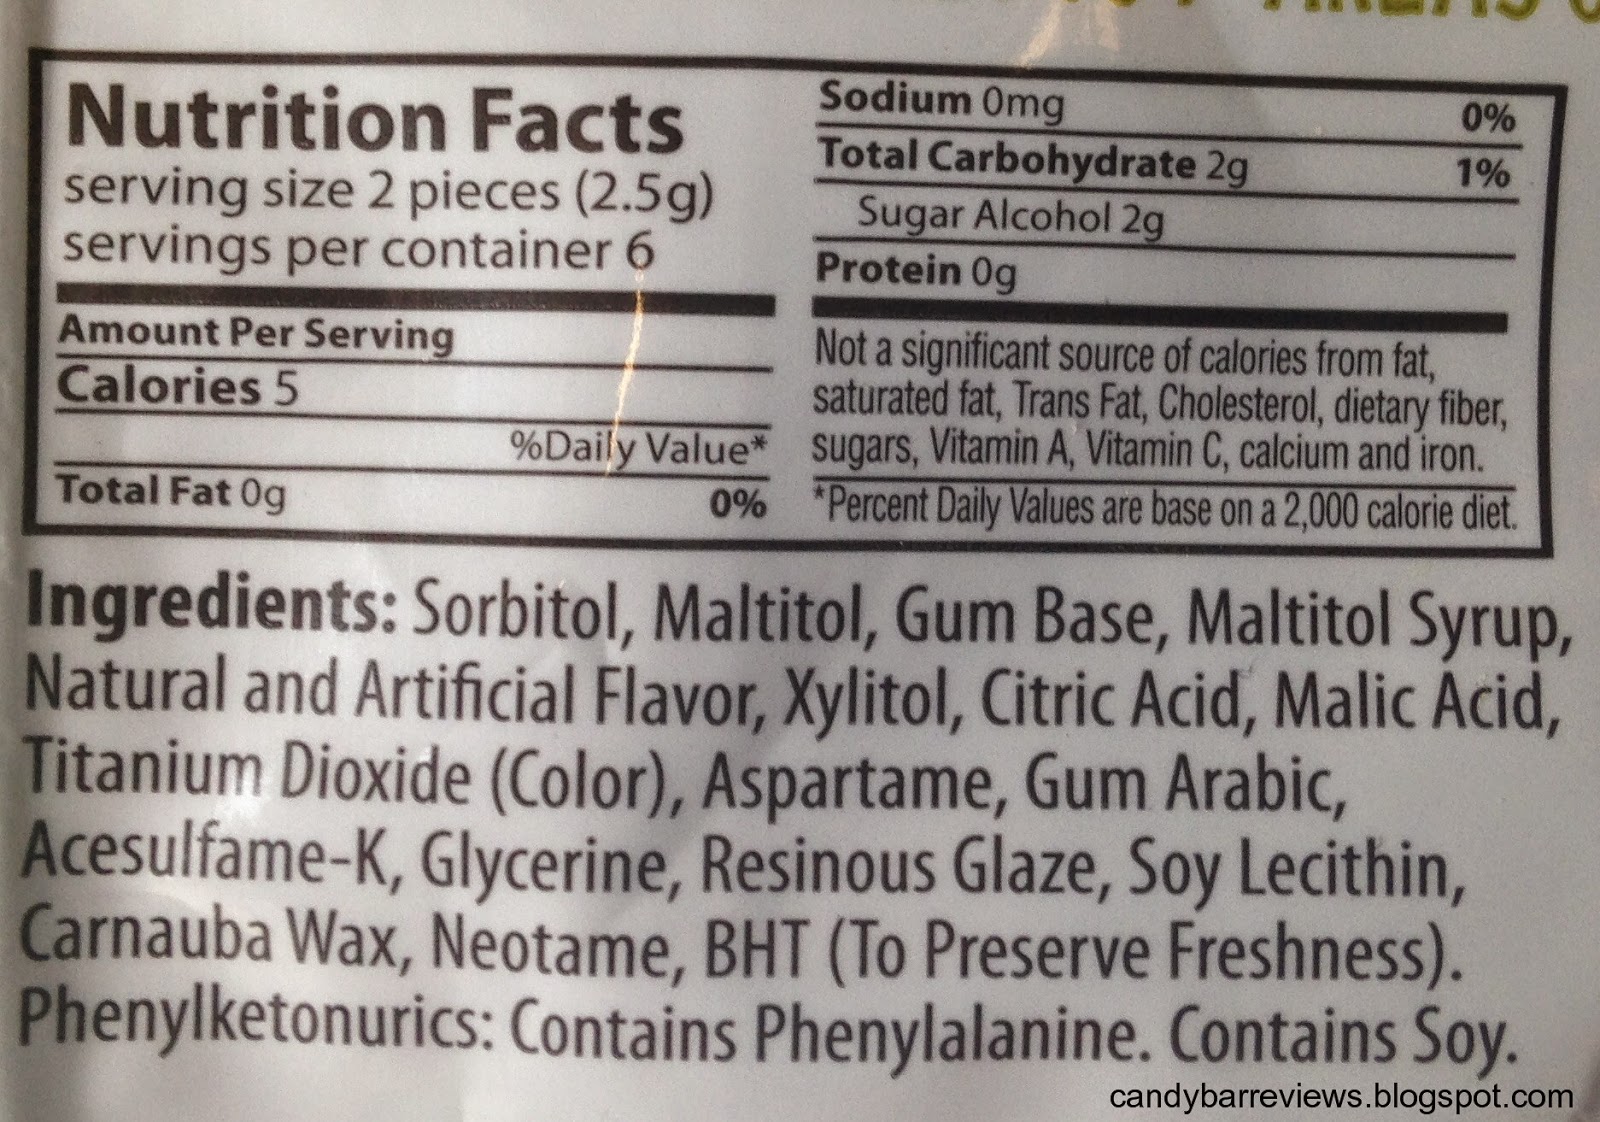 Nutrition Facts
serving size 2 pieces (2.5g)
servings per container 6
Amount Per Serving
Calories 5
%Daily Value*
Total Fat 0g 0%
Sodium 0mg 0%
Total Carbohydrate 2g 1%
Sugar Alcohol 2g
Protein 0g
Not a significant source of calories from fat,
saturated fat, Trans Fat, Cholesterol, dietary fiber,
sugars, Vitamin A, Vitamin C, calcium and iron.
*Percent Daily Values are base on a 2,000 calorie diet.
Ingredients: Sorbitol, Maltitol, Gum Base, Maltitol Syrup,
Natural and Artificial Flavor, Xylitol, Citric Acid, Malic Acid,
Titanium Dioxide (Color), Aspartame, Gum Arabic,
Acesulfame-K, Glycerine, Resinous Glaze, Soy Lecithin,
Carnauba Wax, Neotame, BHT (To Preserve Freshness).
Phenylketonurics: Contains Phenylalanine. Contains Soy.
candybarreviews.blogspot.com